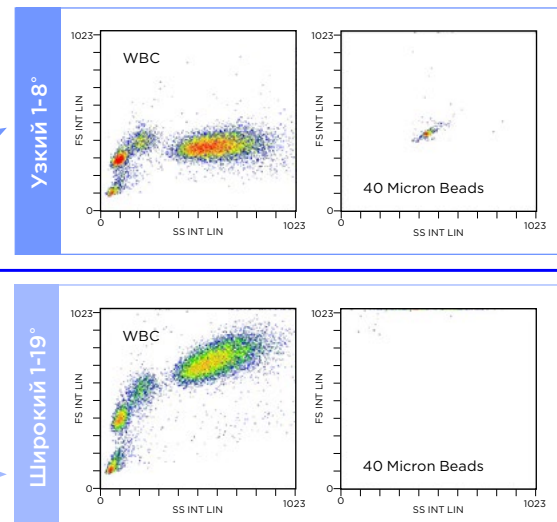 Узкий 1-8°
1023
WBC
FS INT LIN
0
0
SS INT LIN
1023
1023
FS INT LIN
40 Micron Beads
0
0
SS INT LIN
1023
Широкий 1-19°
1023
WBC
FS INT LIN
0
0
SS INT LIN
1023
1023
FS INT LIN
40 Micron Beads
0
0
SS INT LIN
1023